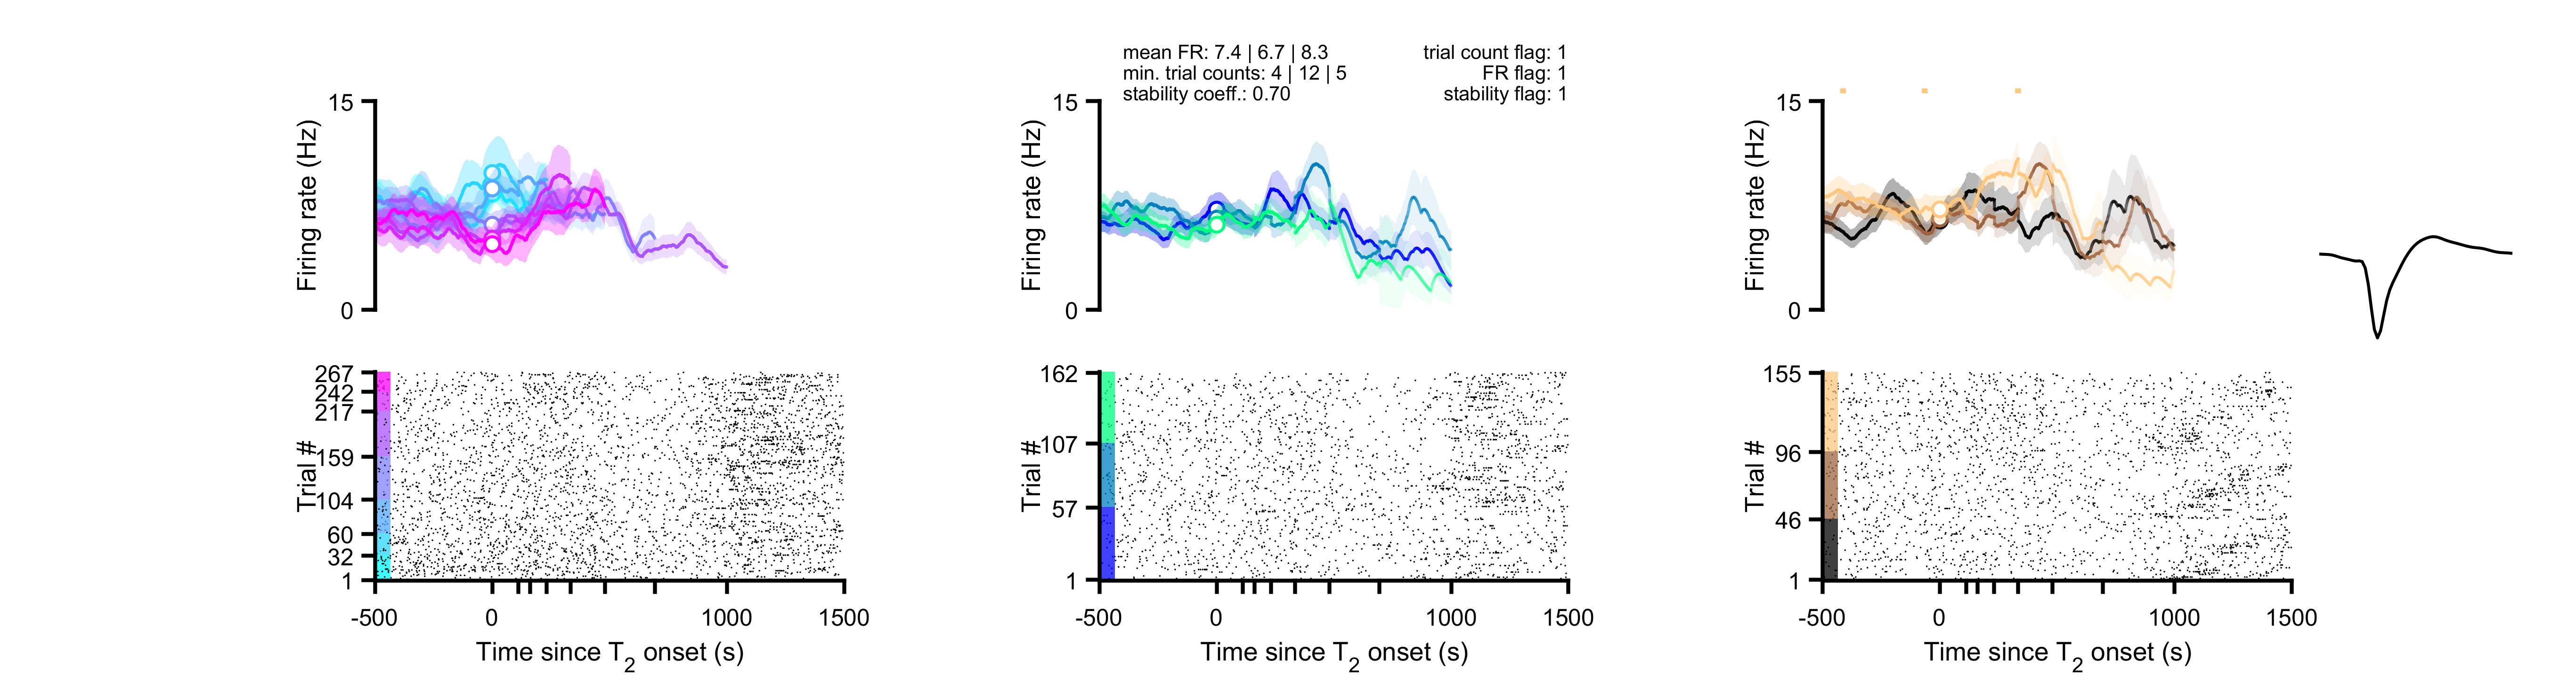 mean FR: 7.4 | 6.7 | 8.3
min. trial counts: 4 | 12 | 5
stability coeff.: 0.70
trial count flag: 1
FR flag: 1
stability flag: 1
15
Firing rate (Hz)
0
15
Firing rate (Hz)
0
15
Firing rate (Hz)
0
267
242
217
159
104
60
32
1
Trial #
-500
0
1000
1500
Time since T2 onset (s)
162
107
57
1
Trial #
-500
0
1000
1500
Time since T2 onset (s)
155
96
46
1
Trial #
-500
0
1000
1500
Time since T2 onset (s)